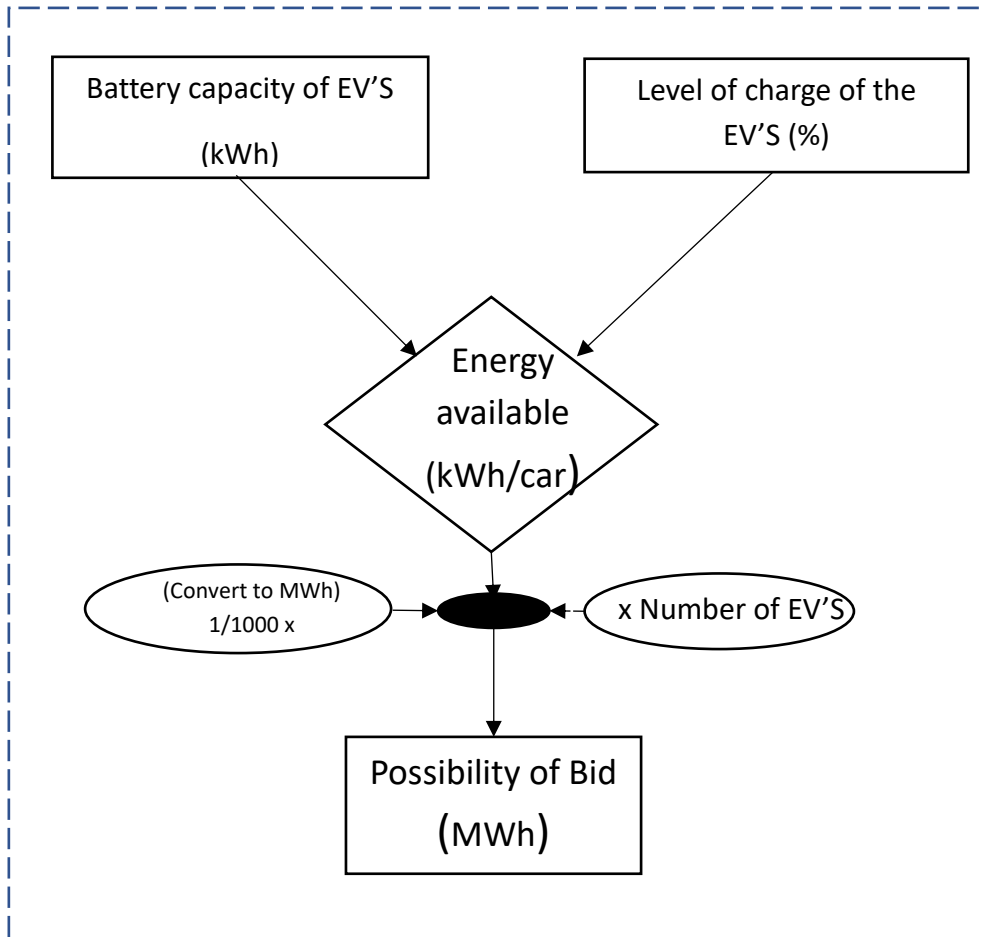 Battery capacity of EV’S
(kWh)
Level of charge of the
EV’S (%)
Energy
available
(kWh/car)
(Convert to MWh)
1/1000 x
x Number of EV’S
Possibility of Bid
(MWh)